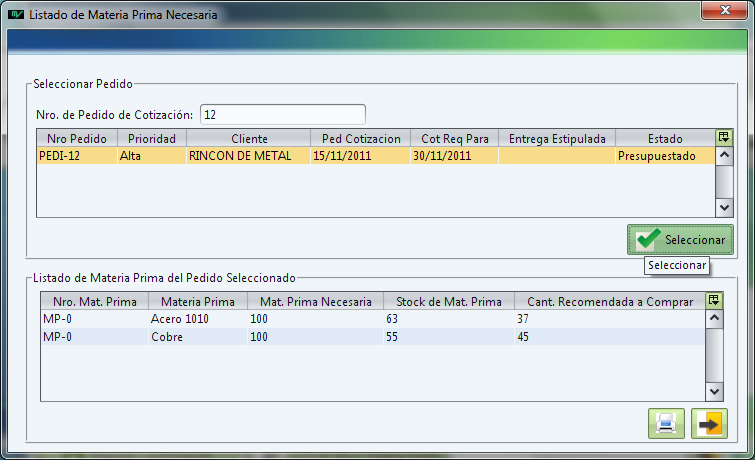 Listado de Materia Prima Necesaria
Seleccionar Pedido
Nro. de Pedido de Cotización: 12
Nro Pedido Prioridad Cliente Ped Cotizacion Cot Req Para Entrega Estipulada Estado
PEDI-12 Alta RINCON DE METAL 15/11/2011 30/11/2011 Presupuestado
Seleccionar
Seleccionar
Listado de Materia Prima del Pedido Seleccionado
Nro. Mat. Prima Materia Prima Mat. Prima Necesaria Stock de Mat. Prima Cant. Recomendada a Comprar
MP-0 Acero 1010 100 63 37
MP-0 Cobre 100 55 45